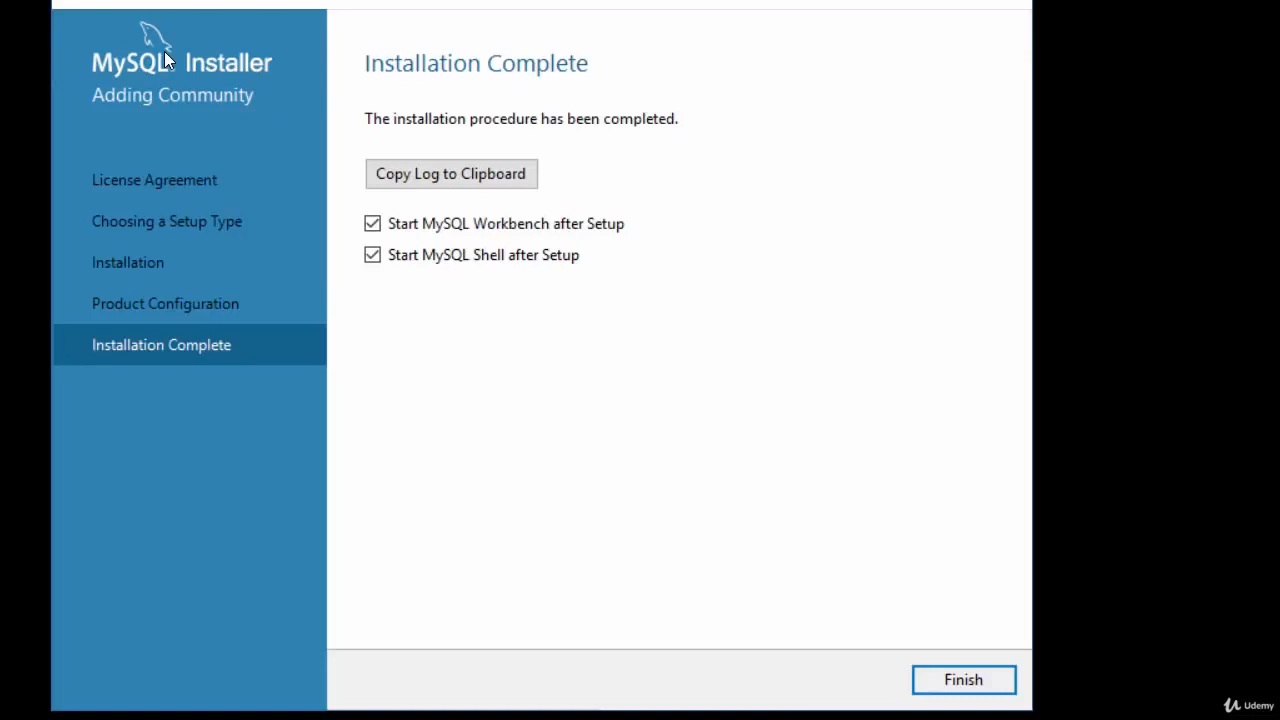 MySQL Installer
Adding Community
License Agreement
Choosing a Setup Type
Installation
Product Configuration
Installation Complete
Installation Complete
The installation procedure has been completed.
Copy Log to Clipboard
Start MySQL Workbench after Setup
Start MySQL Shell after Setup
Finish
Udemy